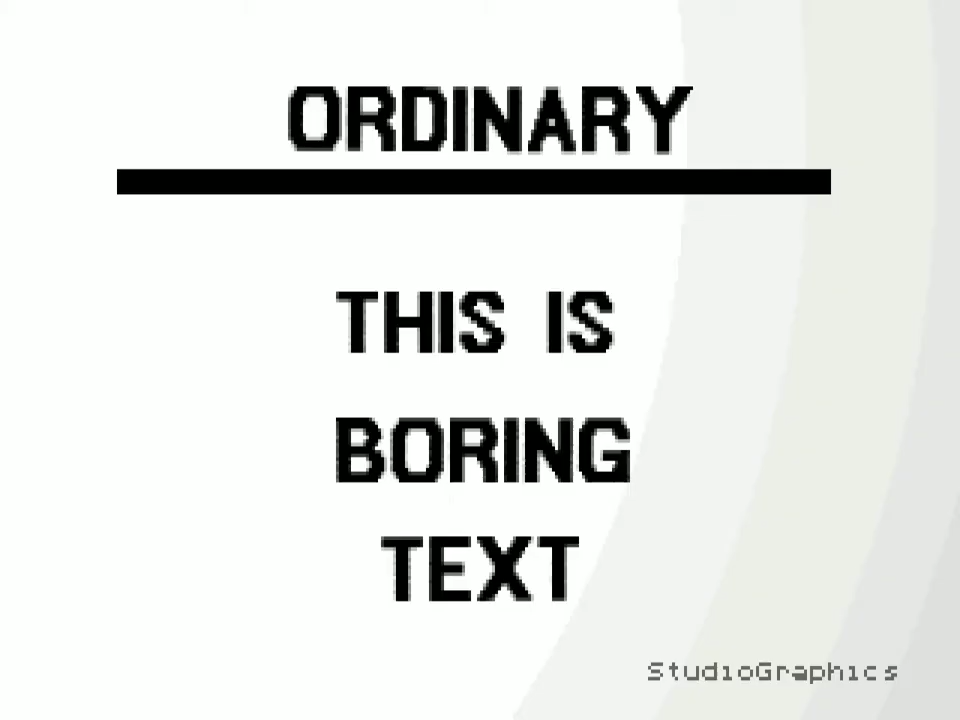 ORDINARY
THIS IS
BORING
TEXT
StudioGraphics